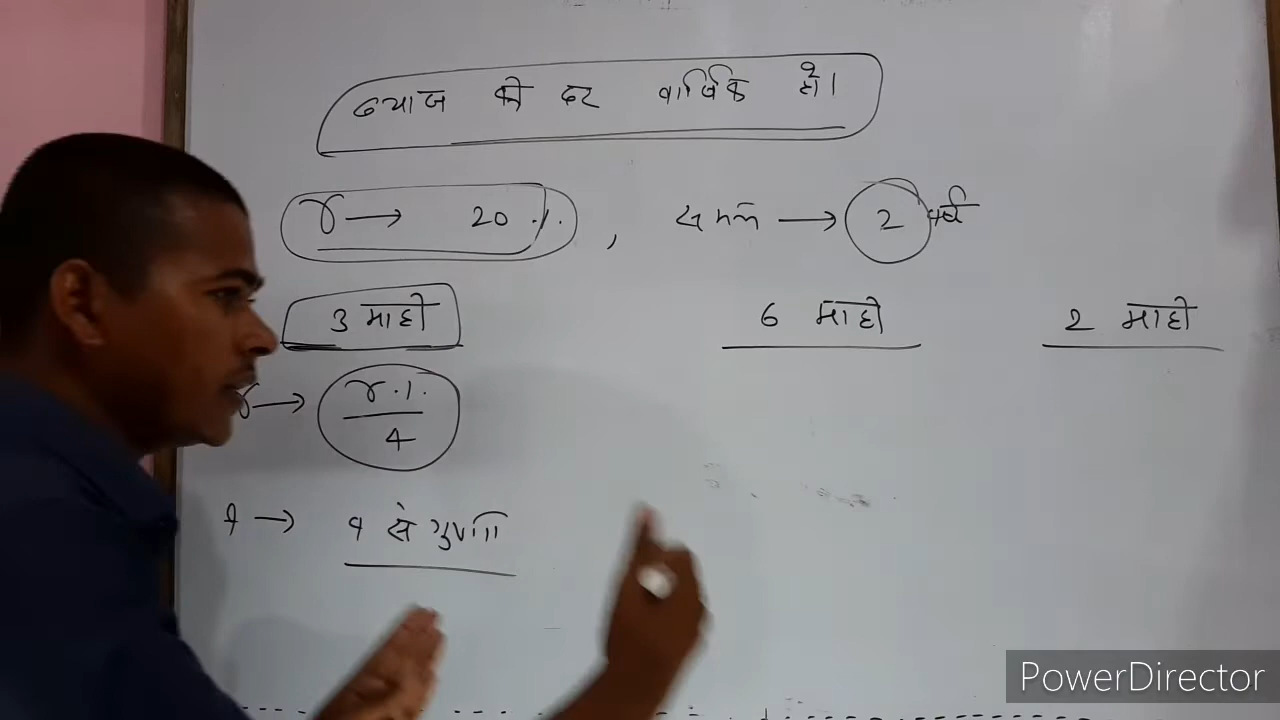 ब्याज की दर वार्षिक हो।
r → 20 %, समय → 2 वर्ष
3 माही 6 माही 2 माही
r → r % / 4
t → 4 से गुणा
PowerDirector